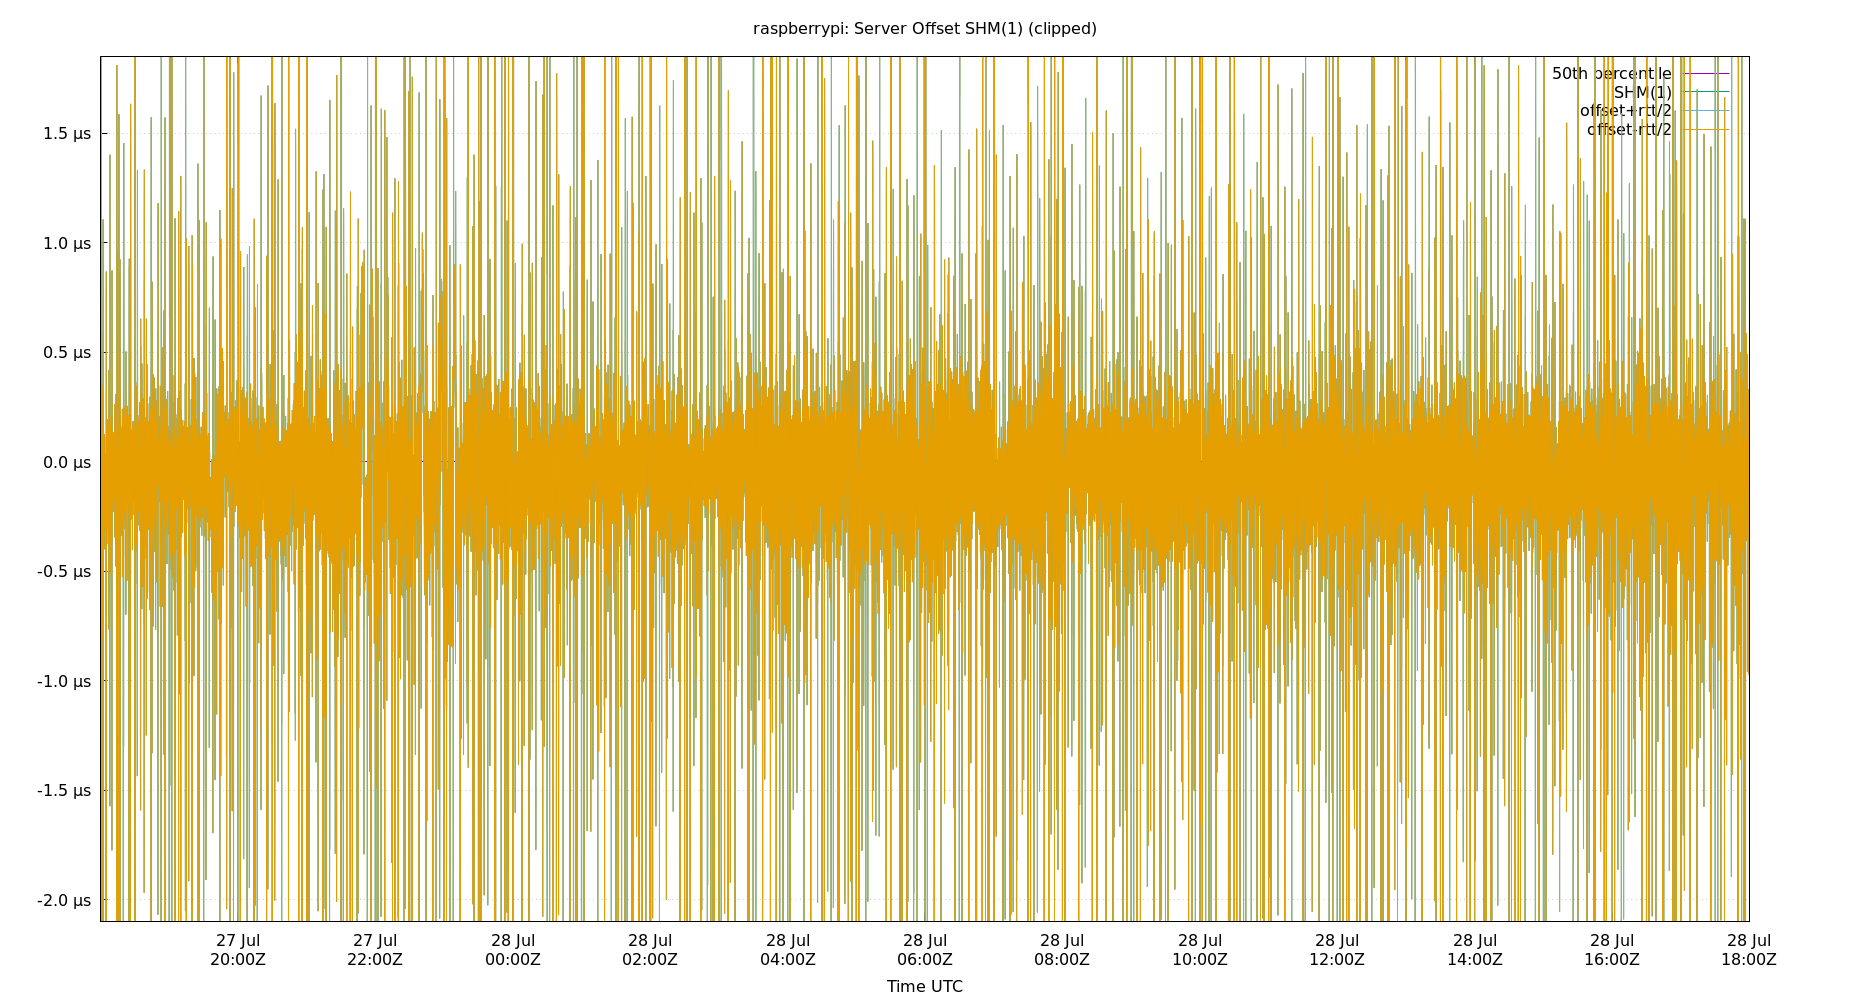 raspberrypi: Server Offset SHM(1) (clipped)
50th percentile
SHM(1)
offset+rtt/2
offset-rtt/2
1.5 µs
1.0 µs
0.5 µs
0.0 µs
-0.5 µs
-1.0 µs
-1.5 µs
-2.0 µs
27 Jul 27 Jul 28 Jul 28 Jul 28 Jul 28 Jul 28 Jul 28 Jul 28 Jul 28 Jul 28 Jul 28 Jul
20:00Z 22:00Z 00:00Z 02:00Z 04:00Z 06:00Z 08:00Z 10:00Z 12:00Z 14:00Z 16:00Z 18:00Z
Time UTC